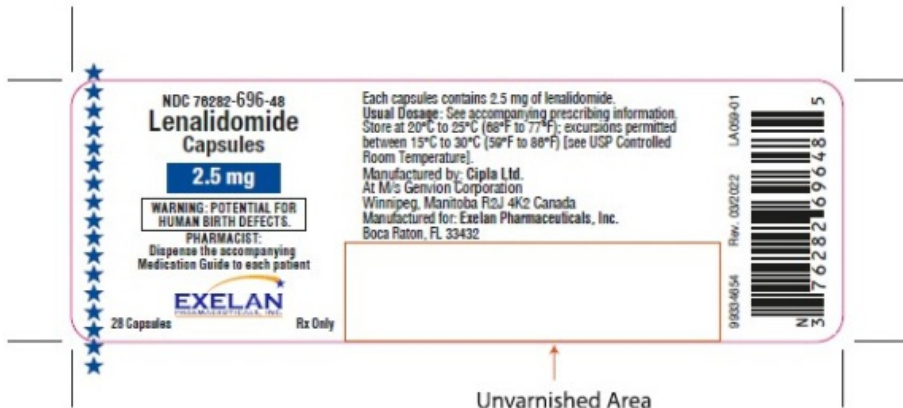 NDC 76282-696-48
Lenalidomide
Capsules
2.5 mg
WARNING: POTENTIAL FOR
HUMAN BIRTH DEFECTS.
PHARMACIST:
Dispense the accompanying
Medication Guide to each patient
EXELAN
PHARMACEUTICALS, INC.
28 Capsules
Rx Only
Each capsules contains 2.5 mg of lenalidomide.
Usual Dosage: See accompanying prescribing information.
Store at 20°C to 25°C (68°F to 77°F); excursions permitted
between 15°C to 30°C (59°F to 86°F) [see USP Controlled
Room Temperature].
Manufactured by: Cipla Ltd.
At M/s Genvion Corporation
Winnipeg, Manitoba R2J 4K2 Canada
Manufactured for: Exelan Pharmaceuticals, Inc.
Boca Raton, FL 33432
99334654 Rev. 03/2022 LA059-01
N
3 76282 69648 5
Unvarnished Area